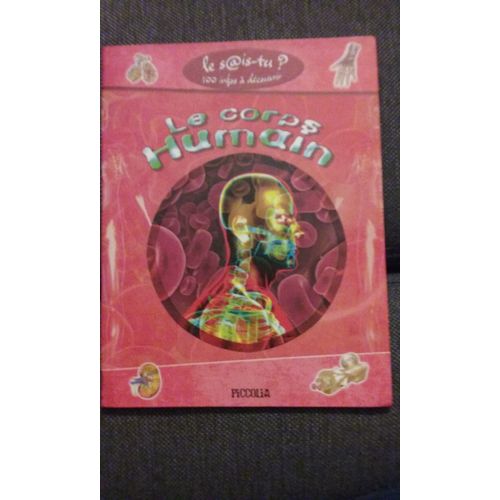 le s@is-tu ?
100 infos à découvrir
Le corps
Humain
PICCOLIA